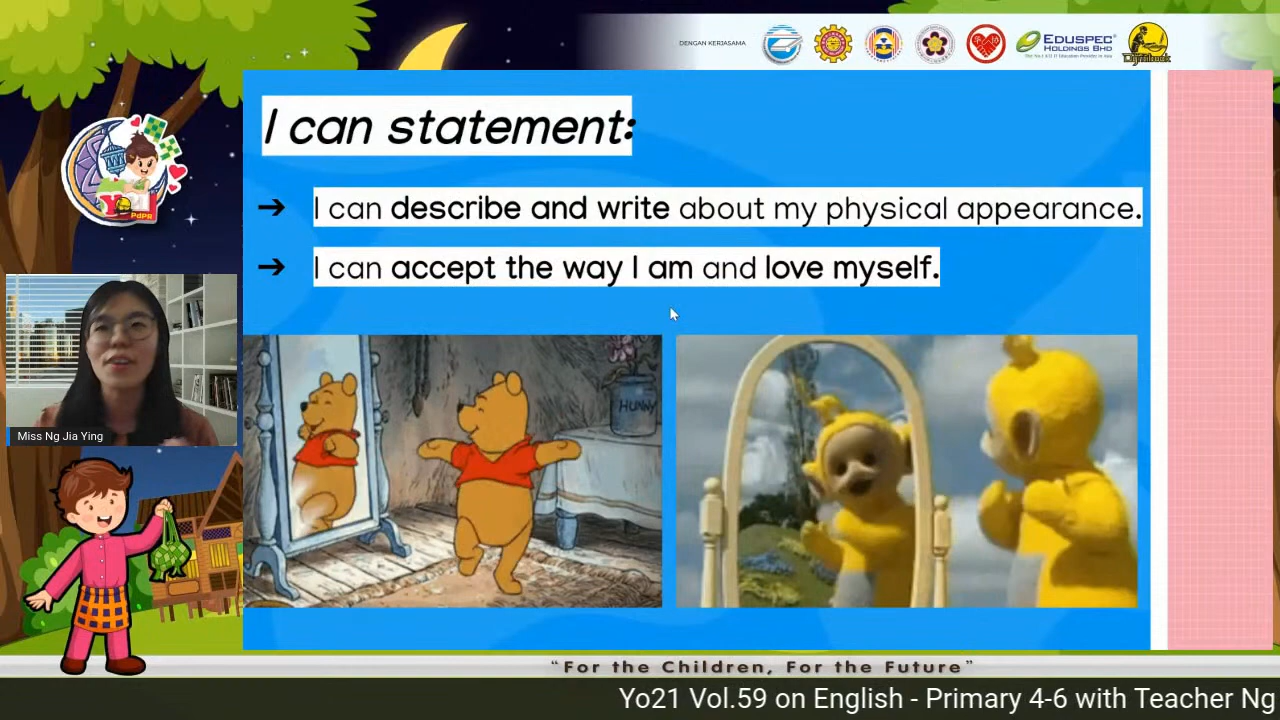 DENGAN KERJASAMA
EDUSPEC
HOLDINGS BHD
I can statement:
➔ I can describe and write about my physical appearance.
➔ I can accept the way I am and love myself.
HUNNY
PdPR
Miss Ng Jia Ying
“For the Children, For the Future”
Yo21 Vol.59 on English - Primary 4-6 with Teacher Ng